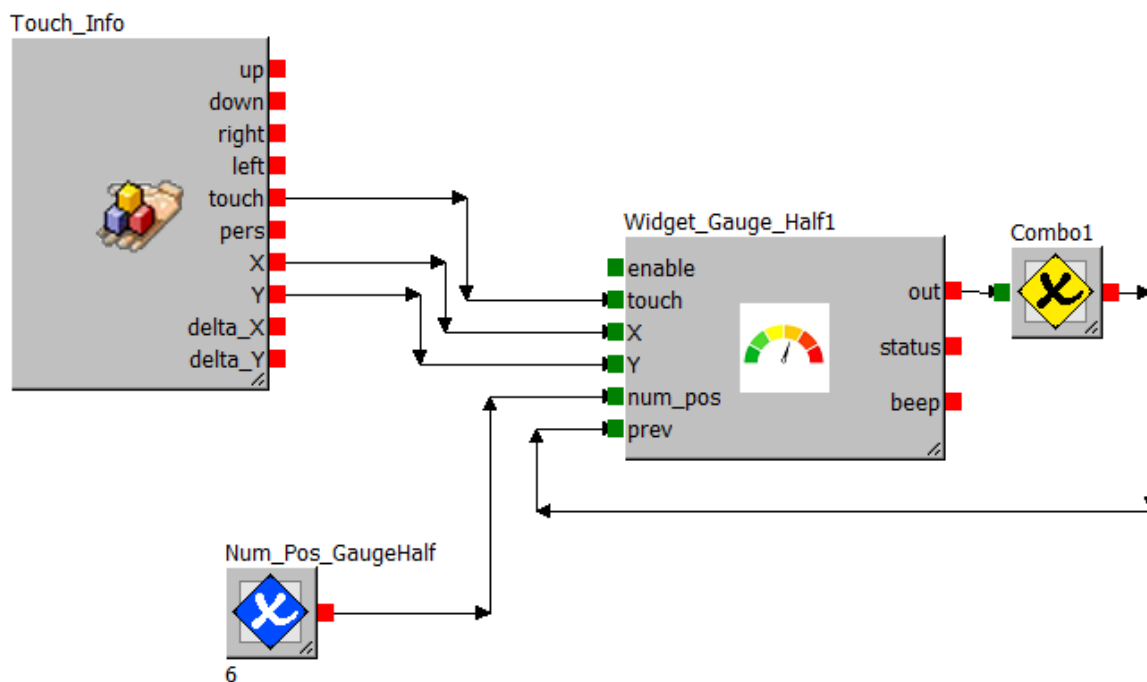 Touch_Info
up
down
right
left
touch
pers
X
Y
delta_X
delta_Y
Widget_Gauge_Half1
enable
touch
X
Y
num_pos
prev
out
status
beep
Combo1
Num_Pos_GaugeHalf
6